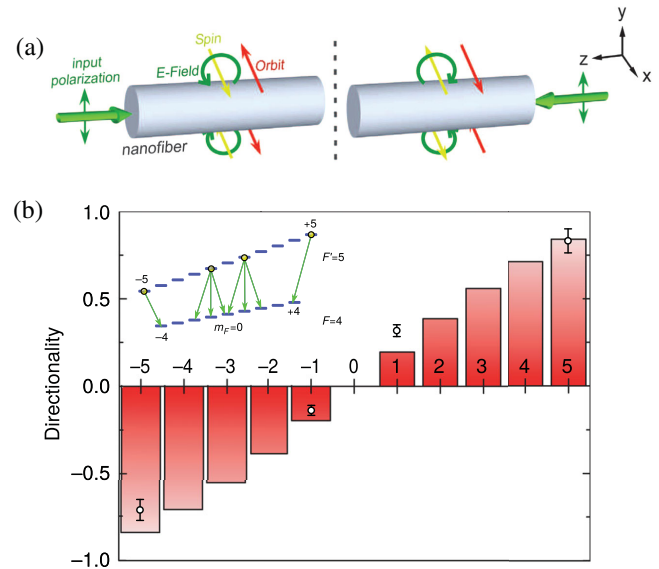 (a)
input
polarization
E-Field
Spin
Orbit
nanofiber
y
z
x
(b)
Directionality
1.0
0.5
0.0
−0.5
−1.0
−5 −4 −3 −2 −1 0 1 2 3 4 5
+5
−5
F'=5
−4
m_F=0
+4
F=4